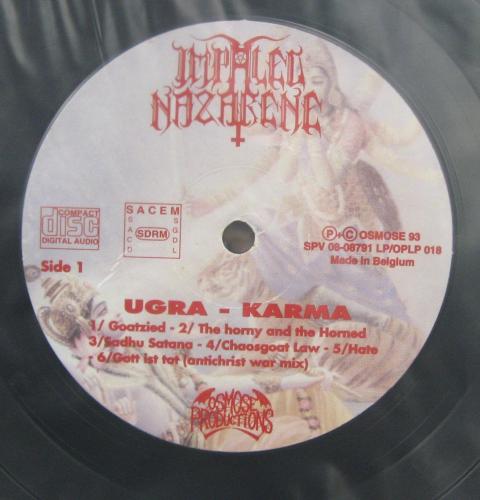 IMPALED
NAZARENE
COMPACT
disc
DIGITAL AUDIO
SACEM
SACD
SDRM
SGDL
Side 1
P+C OSMOSE 93
SPV 08-08791 LP/OPLP 018
Made in Belgium
UGRA - KARMA
1/ Goatzied - 2/ The horny and the Horned
3/Sadhu Satana - 4/Chaosgoat Law - 5/Hate
- 6/Gott ist tot (antichrist war mix)
OSMOSE
PRODUCTIONS